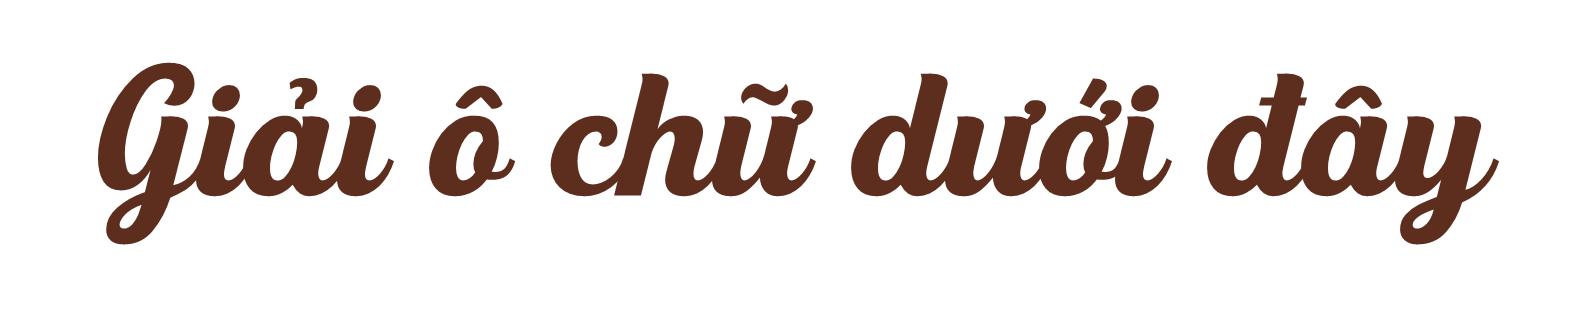 Giải ô chữ dưới đây